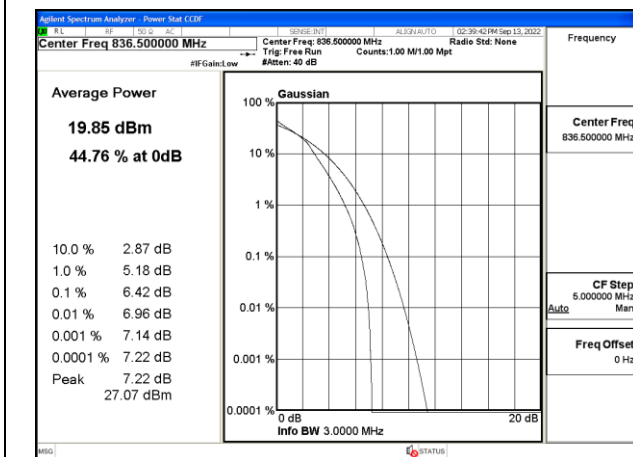 Agilent Spectrum Analyzer - Power Stat CCDF
RL RF 50 Ω AC SENSE:INT ALIGN AUTO 02:39:42 PM Sep 13, 2022
Center Freq 836.500000 MHz
Center Freq: 836.500000 MHz Radio Std: None
Trig: Free Run Counts:1.00 M/1.00 Mpt
#IFGain:Low #Atten: 40 dB
Frequency
Average Power
19.85 dBm
44.76 % at 0dB
10.0 % 2.87 dB
1.0 % 5.18 dB
0.1 % 6.42 dB
0.01 % 6.96 dB
0.001 % 7.14 dB
0.0001 % 7.22 dB
Peak 7.22 dB
27.07 dBm
Gaussian
100 %
10 %
1 %
0.1 %
0.01 %
0.001 %
0.0001 %
0 dB 20 dB
Info BW 3.0000 MHz
Center Freq
836.500000 MHz
CF Step
5.000000 MHz
Auto Man
Freq Offset
0 Hz
MSG STATUS